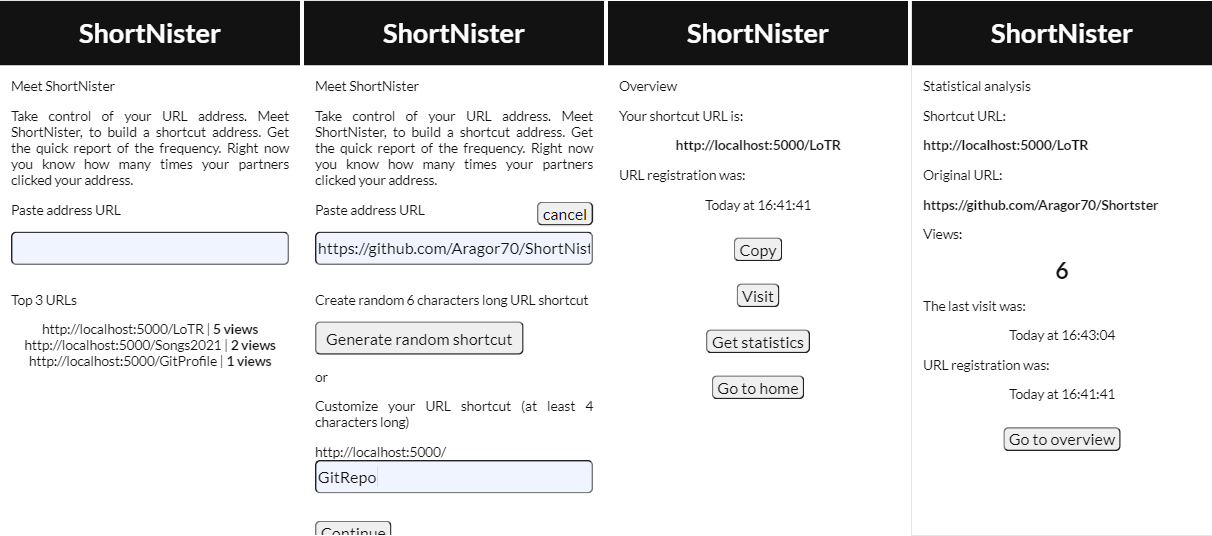 ShortNister
Meet ShortNister
Take control of your URL address. Meet
ShortNister, to build a shortcut address. Get
the quick report of the frequency. Right now
you know how many times your partners
clicked your address.
Paste address URL
Top 3 URLs
http://localhost:5000/LoTR | 5 views
http://localhost:5000/Songs2021 | 2 views
http://localhost:5000/GitProfile | 1 views
ShortNister
Meet ShortNister
Take control of your URL address. Meet
ShortNister, to build a shortcut address. Get
the quick report of the frequency. Right now
you know how many times your partners
clicked your address.
Paste address URL
cancel
https://github.com/Aragor70/ShortNist
Create random 6 characters long URL shortcut
Generate random shortcut
or
Customize your URL shortcut (at least 4
characters long)
http://localhost:5000/
GitRepo
Continue
ShortNister
Overview
Your shortcut URL is:
http://localhost:5000/LoTR
URL registration was:
Today at 16:41:41
Copy
Visit
Get statistics
Go to home
ShortNister
Statistical analysis
Shortcut URL:
http://localhost:5000/LoTR
Original URL:
https://github.com/Aragor70/Shortster
Views:
6
The last visit was:
Today at 16:43:04
URL registration was:
Today at 16:41:41
Go to overview